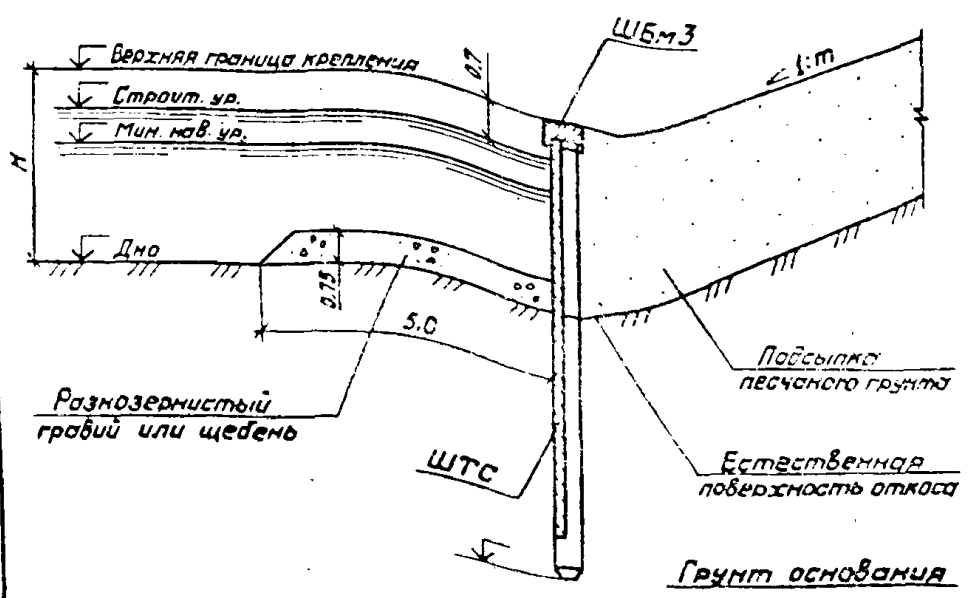 ШБмЗ
Верхняя граница крепления
0.7
1:m
Строит. ур.
Мин. нав. ур.
Н
Дно
0.75
5.0
Подсыпка
песчаного грунта
Разнозернистый
гравий или щебень
ШТС
Естественная
поверхность откоса
Грунт основания